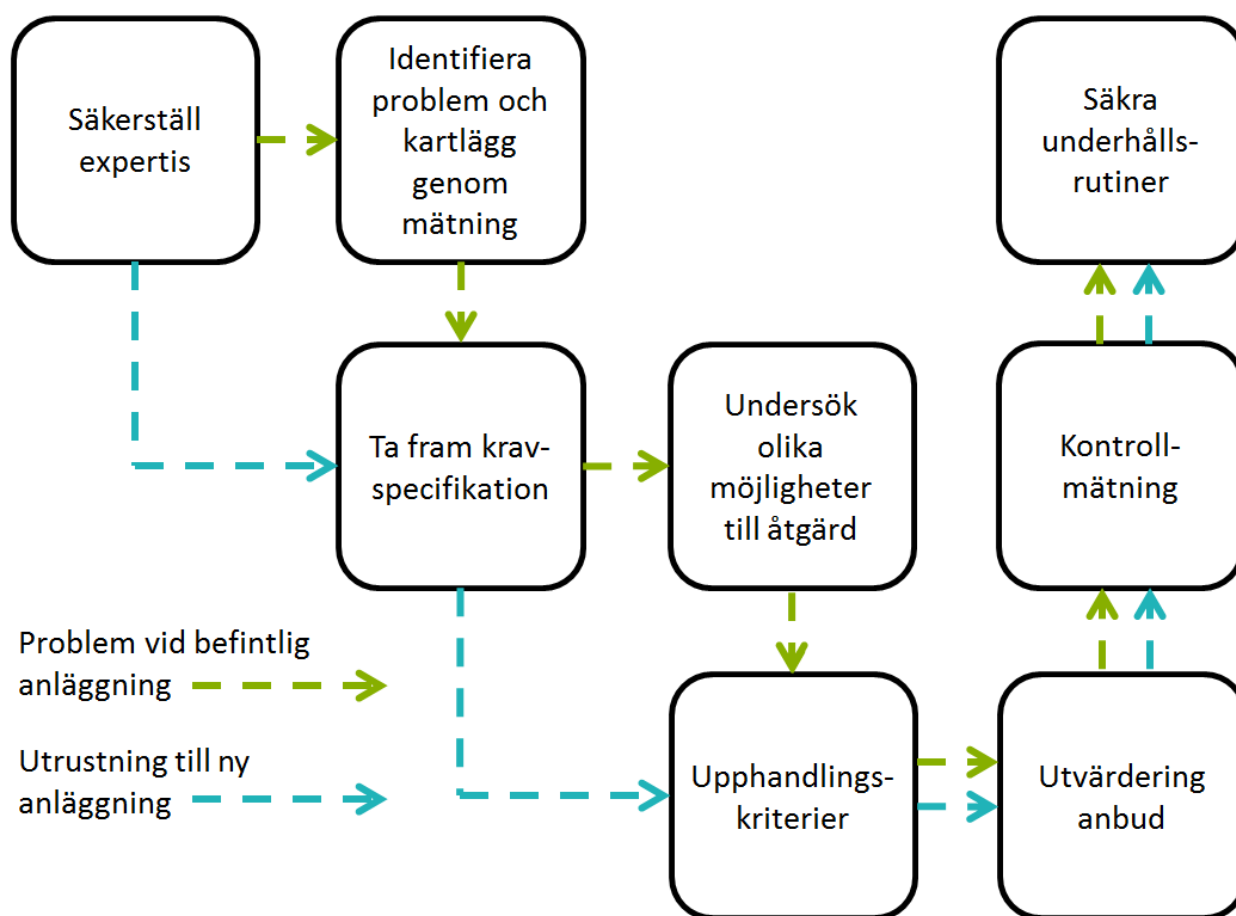 Säkerställ
expertis
Identifiera
problem och
kartlägg
genom
mätning
Säkra
underhålls-
rutiner
Ta fram krav-
specifikation
Undersök
olika
möjligheter
till åtgärd
Kontroll-
mätning
Problem vid befintlig
anläggning
Utrustning till ny
anläggning
Upphandlings-
kriterier
Utvärdering
anbud